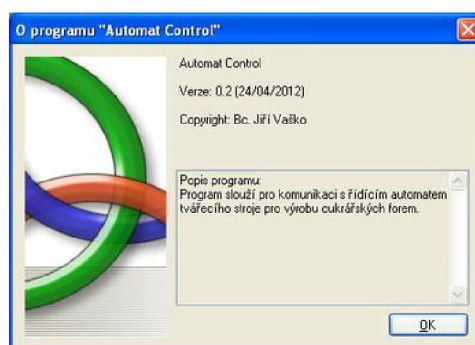 O programu "Automat Control"
Automat Control
Verze: 0.2 (24/04/2012)
Copyright: Bc. Jiří Vaško
Popis programu:
Program slouží pro komunikaci s řídícím automatem
tvářecího stroje pro výrobu cukrářských forem.
OK